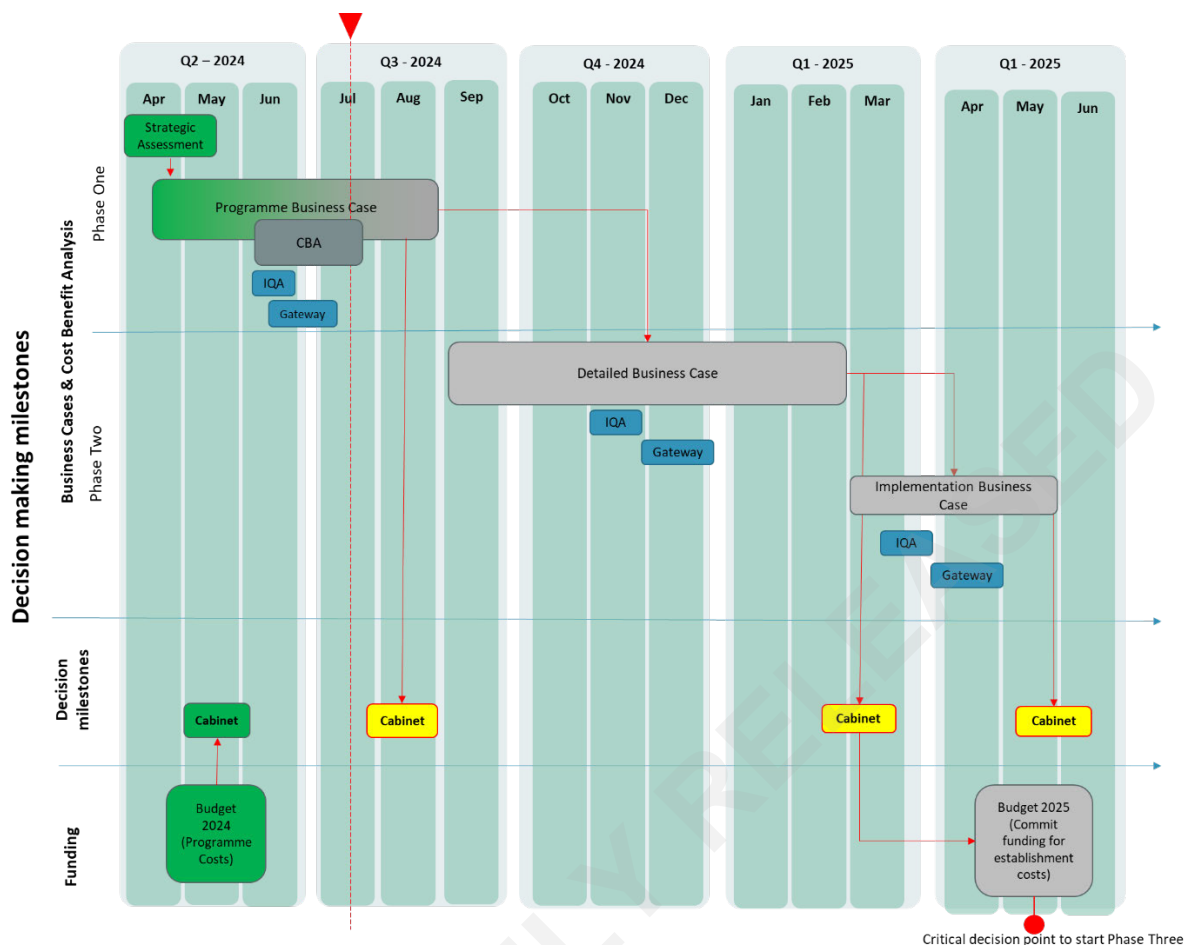 Q2 – 2024
Q3 - 2024
Q4 - 2024
Q1 - 2025
Q1 - 2025
Apr
May
Jun
Jul
Aug
Sep
Oct
Nov
Dec
Jan
Feb
Mar
Apr
May
Jun
Decision making milestones
Business Cases & Cost Benefit Analysis
Phase One
Strategic
Assessment
Programme Business Case
CBA
IQA
Gateway
Phase Two
Detailed Business Case
IQA
Gateway
Implementation Business
Case
IQA
Gateway
Decision
milestones
Cabinet
Cabinet
Cabinet
Cabinet
Funding
Budget
2024
(Programme
Costs)
Budget 2025
(Commit
funding for
establishment
costs)
Critical decision point to start Phase Three
LY RELEASED